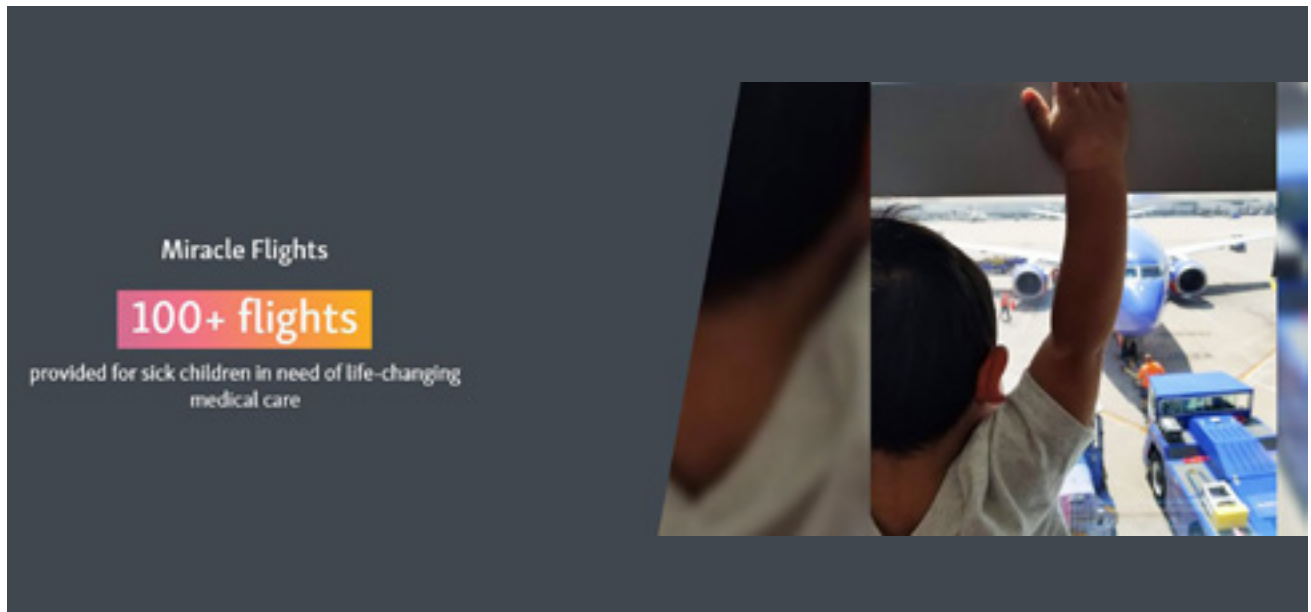 Miracle Flights
100+ flights
provided for sick children in need of life-changing
medical care